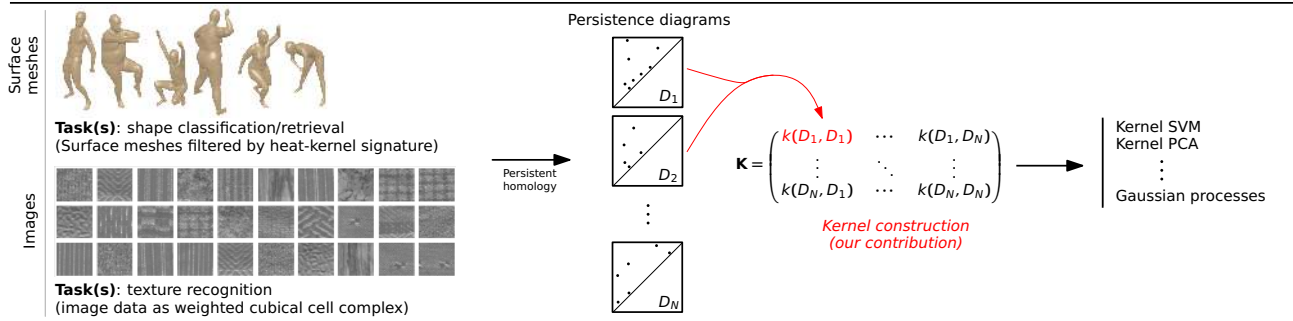 Surface
meshes
Task(s): shape classification/retrieval
(Surface meshes filtered by heat-kernel signature)
Images
Task(s): texture recognition
(image data as weighted cubical cell complex)
Persistent
homology
Persistence diagrams
D1
D2
⋮
DN
K = ( k(D1, D1) ⋯ k(D1, DN)
⋮ ⋱ ⋮
k(DN, D1) ⋯ k(DN, DN) )
Kernel construction
(our contribution)
Kernel SVM
Kernel PCA
⋮
Gaussian processes